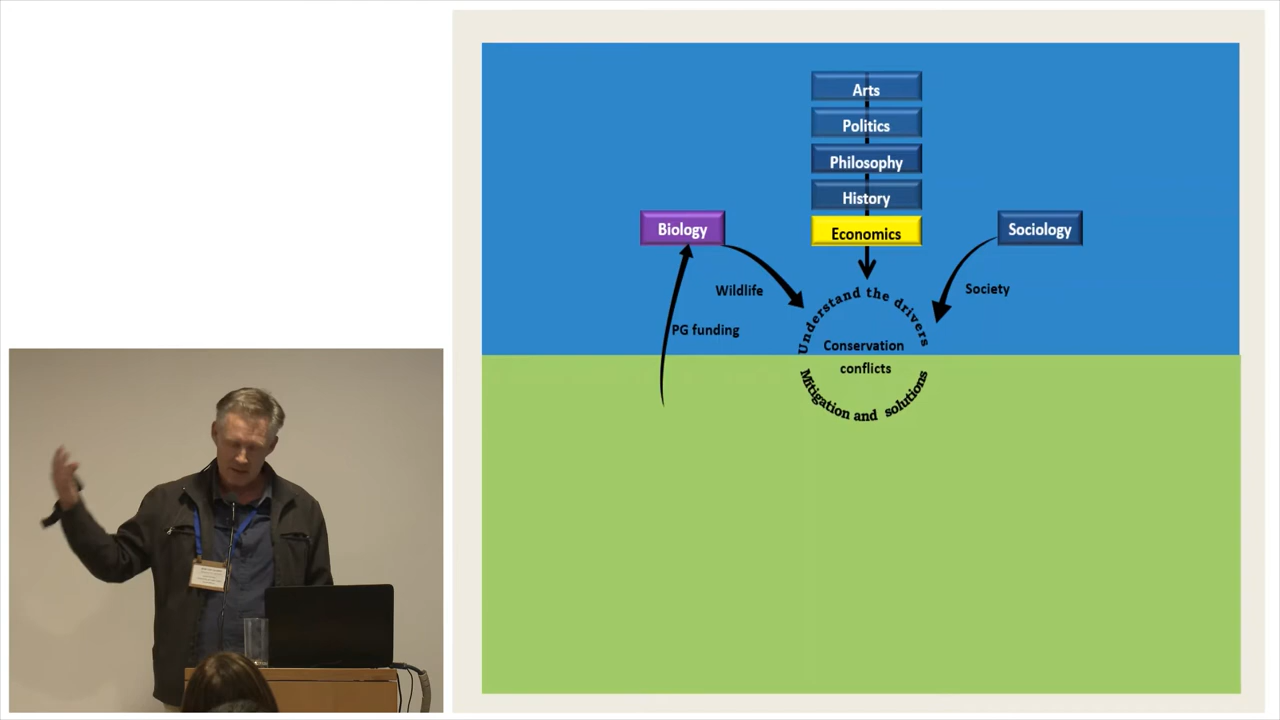 Arts
Politics
Philosophy
History
Economics
Biology
Sociology
Wildlife
Society
PG funding
Understand the drivers
Conservation
conflicts
Mitigation and solutions